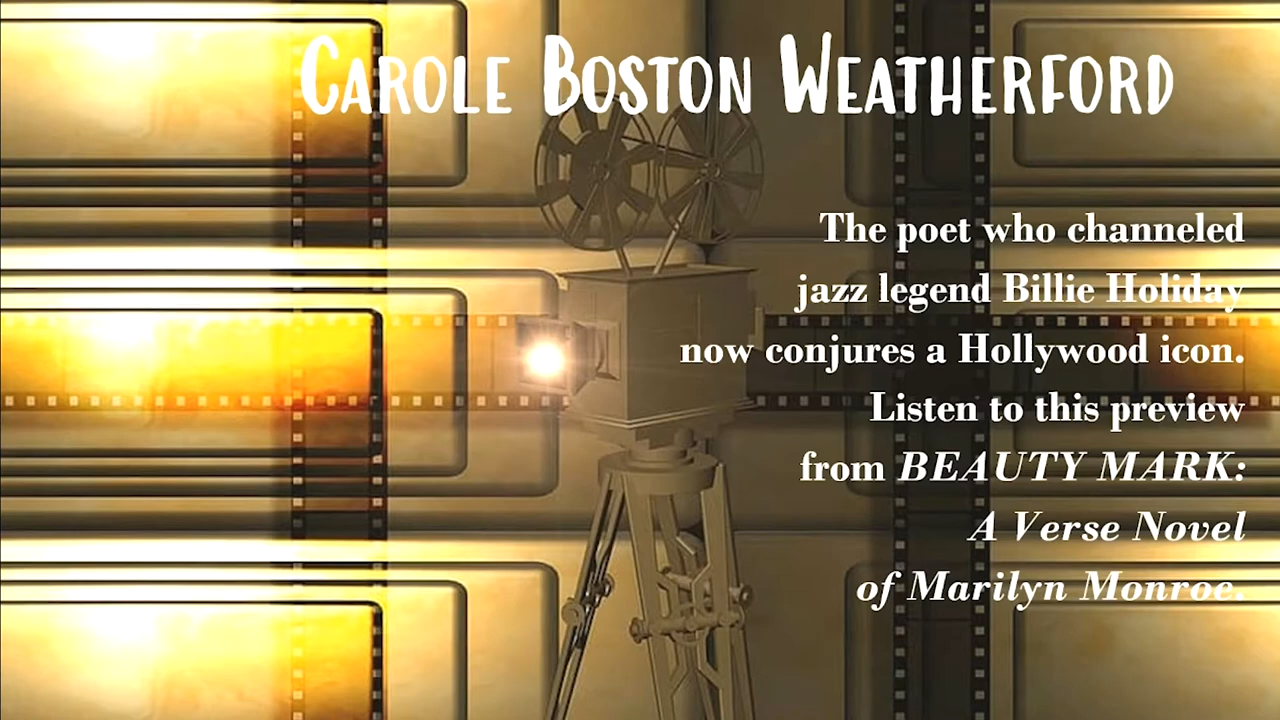 CAROLE BOSTON WEATHERFORD
The poet who channeled
jazz legend Billie Holiday
now conjures a Hollywood icon.
Listen to this preview
from BEAUTY MARK:
A Verse Novel
of Marilyn Monroe.